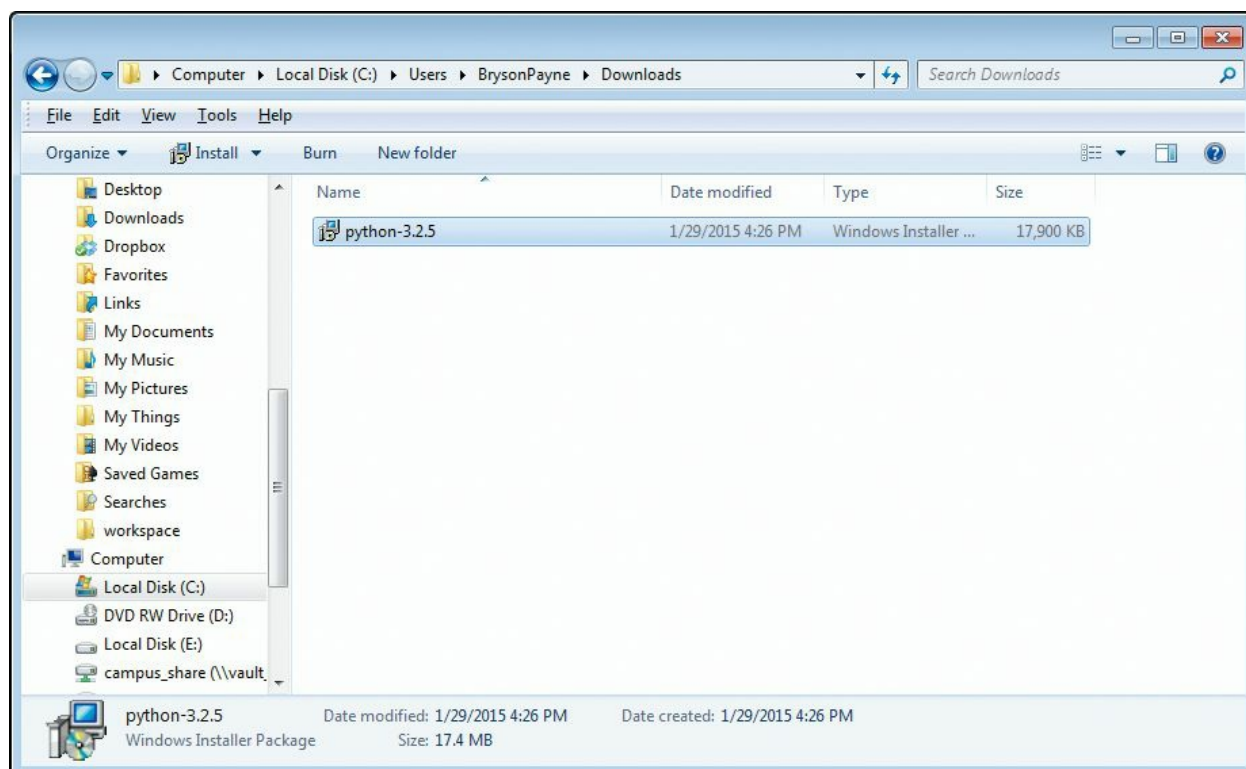 Computer Local Disk (C:) Users BrysonPayne Downloads Search Downloads
File Edit View Tools Help
Organize Install Burn New folder
Name Date modified Type Size
python-3.2.5 1/29/2015 4:26 PM Windows Installer ... 17,900 KB
Desktop
Downloads
Dropbox
Favorites
Links
My Documents
My Music
My Pictures
My Things
My Videos
Saved Games
Searches
workspace
Computer
Local Disk (C:)
DVD RW Drive (D:)
Local Disk (E:)
campus_share (\\vault_
python-3.2.5 Date modified: 1/29/2015 4:26 PM Date created: 1/29/2015 4:26 PM
Windows Installer Package Size: 17.4 MB